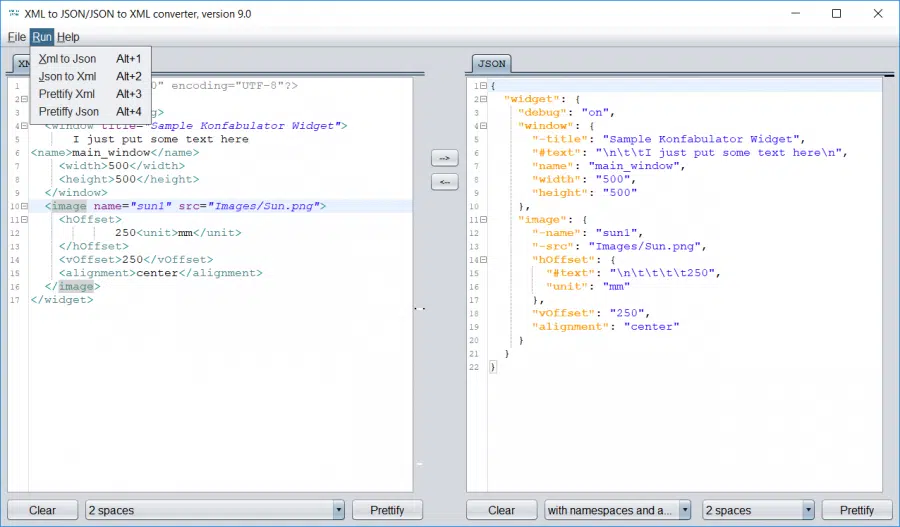 XML to JSON/JSON to XML converter, version 9.0
File Run Help
Xml to Json Alt+1
Json to Xml Alt+2
Prettify Xml Alt+3
Pretiffy Json Alt+4
1 0" encoding="UTF-8"?>
2
3 g>
4 <window title="Sample Konfabulator Widget">
5 I just put some text here
6 <name>main_window</name>
7 <width>500</width>
8 <height>500</height>
9 </window>
10 <image name="sun1" src="Images/Sun.png">
11 <hOffset>
12 250<unit>mm</unit>
13 </hOffset>
14 <vOffset>250</vOffset>
15 <alignment>center</alignment>
16 </image>
17 </widget>
-->
<--
JSON
1 {
2 "widget": {
3 "debug": "on",
4 "window": {
5 "-title": "Sample Konfabulator Widget",
6 "#text": "\n\t\tI just put some text here\n",
7 "name": "main_window",
8 "width": "500",
9 "height": "500"
10 },
11 "image": {
12 "-name": "sun1",
13 "-src": "Images/Sun.png",
14 "hOffset": {
15 "#text": "\n\t\t\t\t250",
16 "unit": "mm"
17 },
18 "vOffset": "250",
19 "alignment": "center"
20 }
21 }
22 }
Clear 2 spaces Prettify
Clear with namespaces and a... 2 spaces Prettify